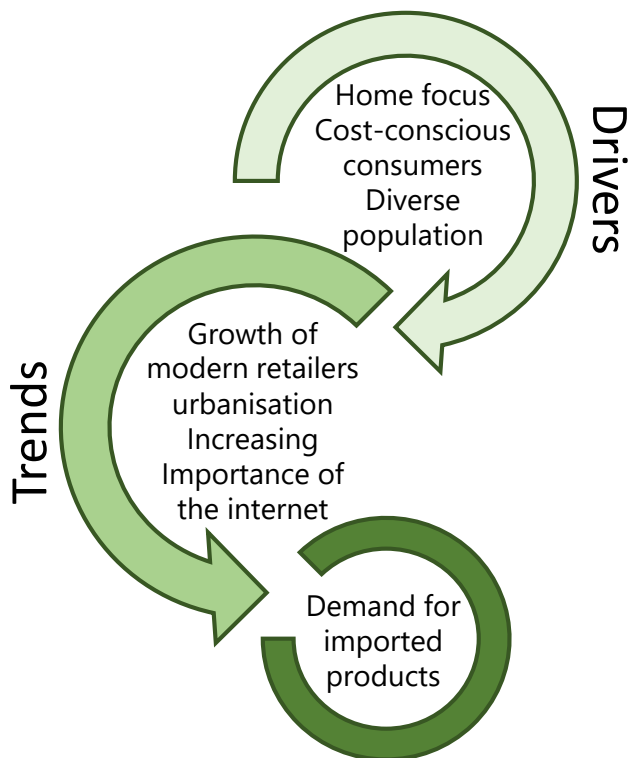 Drivers
Home focus
Cost-conscious
consumers
Diverse
population
Trends
Growth of
modern retailers
urbanisation
Increasing
Importance of
the internet
Demand for
imported
products